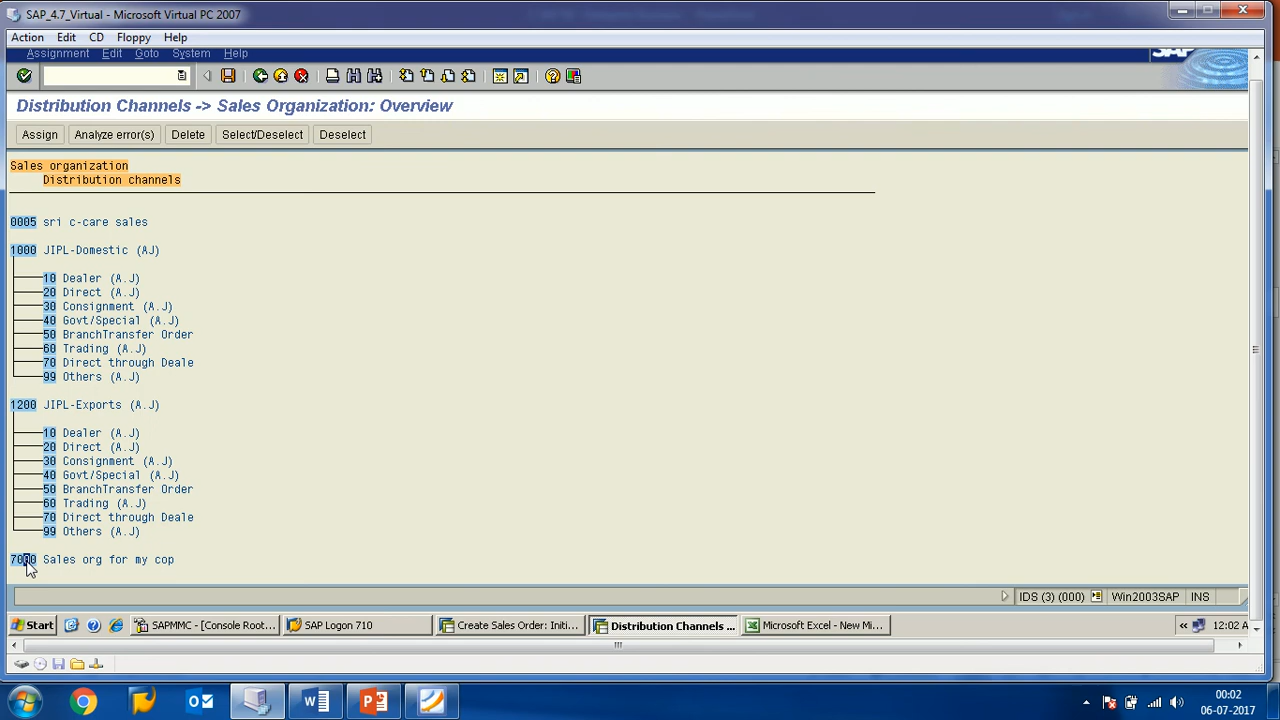 SAP_4.7_Virtual - Microsoft Virtual PC 2007
Action Edit CD Floppy Help
Assignment Edit Goto System Help
SAP
Distribution Channels -> Sales Organization: Overview
Assign Analyze error(s) Delete Select/Deselect Deselect
Sales organization
Distribution channels
0005 sri c-care sales
1000 JIPL-Domestic (AJ)
10 Dealer (A.J)
20 Direct (A.J)
30 Consignment (A.J)
40 Govt/Special (A.J)
50 BranchTransfer Order
60 Trading (A.J)
70 Direct through Deale
99 Others (A.J)
1200 JIPL-Exports (A.J)
10 Dealer (A.J)
20 Direct (A.J)
30 Consignment (A.J)
40 Govt/Special (A.J)
50 BranchTransfer Order
60 Trading (A.J)
70 Direct through Deale
99 Others (A.J)
7000 Sales org for my cop
IDS (3) (000) Win2003SAP INS
Start SAPMMC - [Console Root... SAP Logon 710 Create Sales Order: Initi... Distribution Channels ... Microsoft Excel - New Mi... « 12:02 A
00:02
06-07-2017